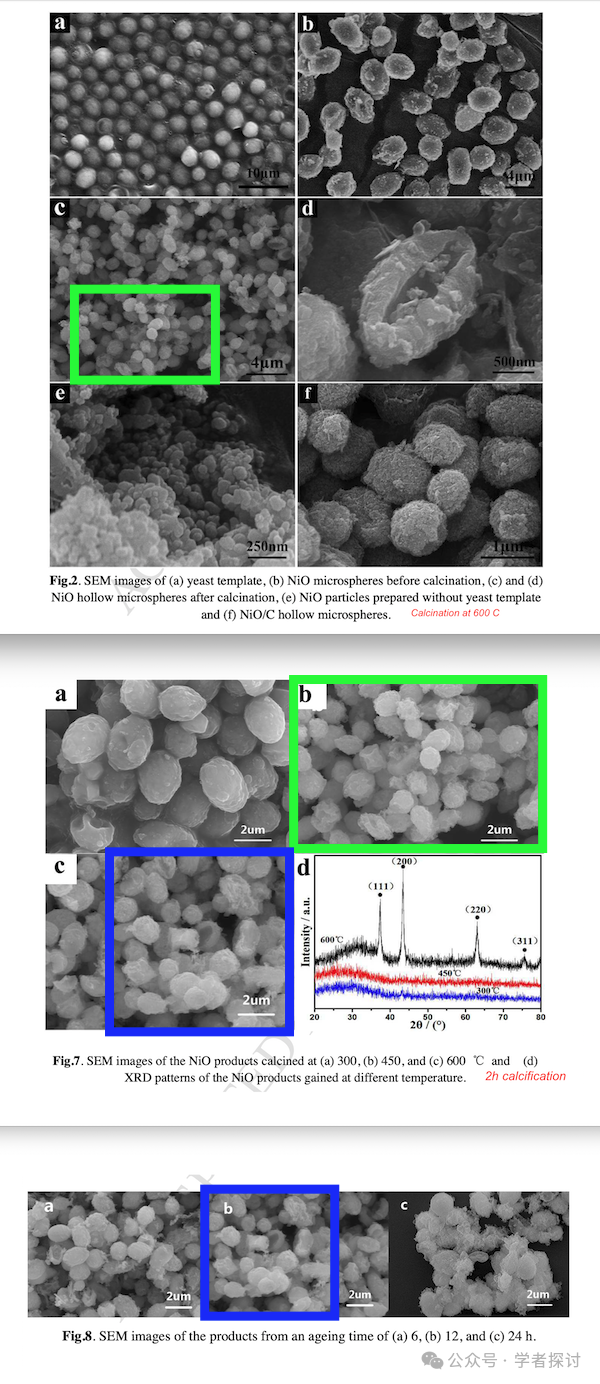 a
b
10μm
4μm
c
d
4μm
500nm
e
f
250nm
1μm
Fig.2. SEM images of (a) yeast template, (b) NiO microspheres before calcination, (c) and (d)
NiO hollow microspheres after calcination, (e) NiO particles prepared without yeast template
and (f) NiO/C hollow microspheres.
Calcination at 600 C
a
b
2um
2um
c
d
2um
Intensity / a.u.
(111)
(200)
(220)
(311)
600℃
450℃
300℃
20 30 40 50 60 70 80
2θ / (°)
Fig.7. SEM images of the NiO products calcined at (a) 300, (b) 450, and (c) 600 ℃ and (d)
XRD patterns of the NiO products gained at different temperature.
2h calcification
a
b
c
2um
2um
2um
Fig.8. SEM images of the products from an ageing time of (a) 6, (b) 12, and (c) 24 h.
公众号 · 学者探讨